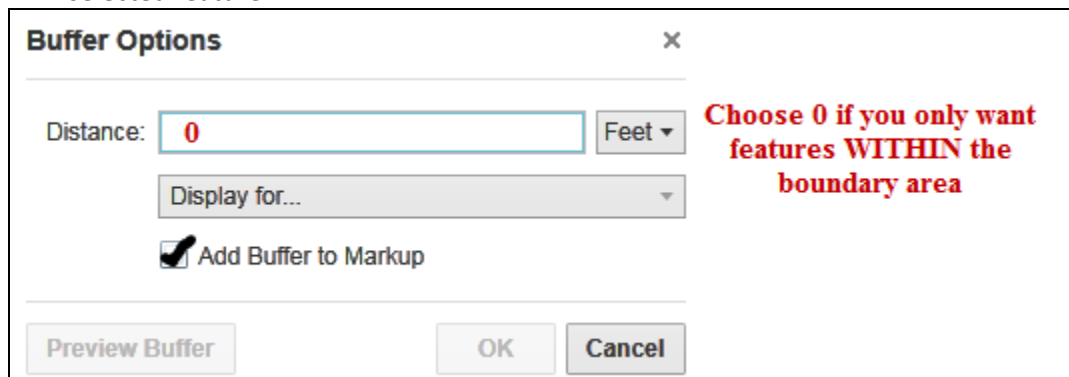 Buffer Options ×
Distance: 0 Feet
Choose 0 if you only want
features WITHIN the
boundary area
Display for...
Add Buffer to Markup
Preview Buffer OK Cancel